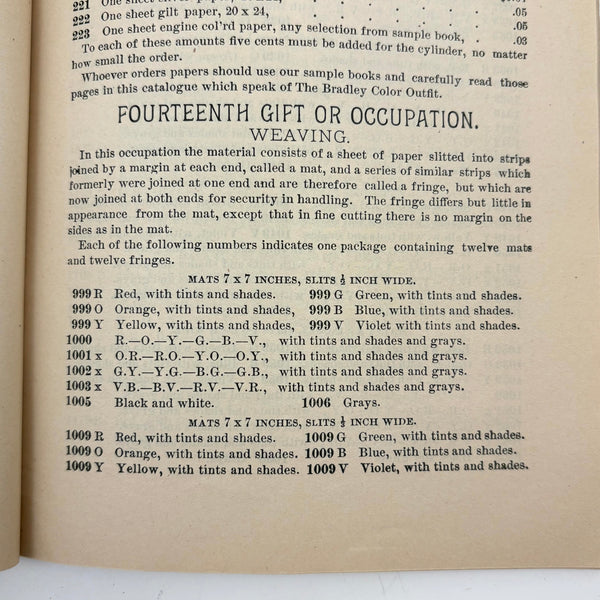 221 One sheet
222 One sheet gilt paper, 20 x 24, . . . . . . .05
223 One sheet engine col'rd paper, any selection from sample book, . .03
To each of these amounts five cents must be added for the cylinder, no matter
how small the order.
Whoever orders papers should use our sample books and carefully read those
pages in this catalogue which speak of The Bradley Color Outfit.
FOURTEENTH GIFT OR OCCUPATION.
WEAVING.
In this occupation the material consists of a sheet of paper slitted into strips
joined by a margin at each end, called a mat, and a series of similar strips which
formerly were joined at one end and are therefore called a fringe, but which are
now joined at both ends for security in handling. The fringe differs but little in
appearance from the mat, except that in fine cutting there is no margin on the
sides as in the mat.
Each of the following numbers indicates one package containing twelve mats
and twelve fringes.
MATS 7 x 7 INCHES, SLITS ½ INCH WIDE.
999 R Red, with tints and shades. 999 G Green, with tints and shades.
999 O Orange, with tints and shades, 999 B Blue, with tints and shades.
999 Y Yellow, with tints and shades, 999 V Violet with tints and shades.
1000 R.—O.—Y.—G.—B.—V., with tints and shades and grays.
1001 x O.R.—R.O.—Y.O.—O.Y., with tints and shades and grays.
1002 x G.Y.—Y.G.—B.G.—G.B., with tints and shades and grays.
1003 x V.B.—B.V.—R.V.—V.R., with tints and shades and grays.
1005 Black and white. 1006 Grays.
MATS 7 x 7 INCHES, SLITS ¼ INCH WIDE.
1009 R Red, with tints and shades. 1009 G Green, with tints and shades.
1009 O Orange, with tints and shades. 1009 B Blue, with tints and shades.
1009 Y Yellow, with tints and shades. 1009 V Violet, with tints and shades.